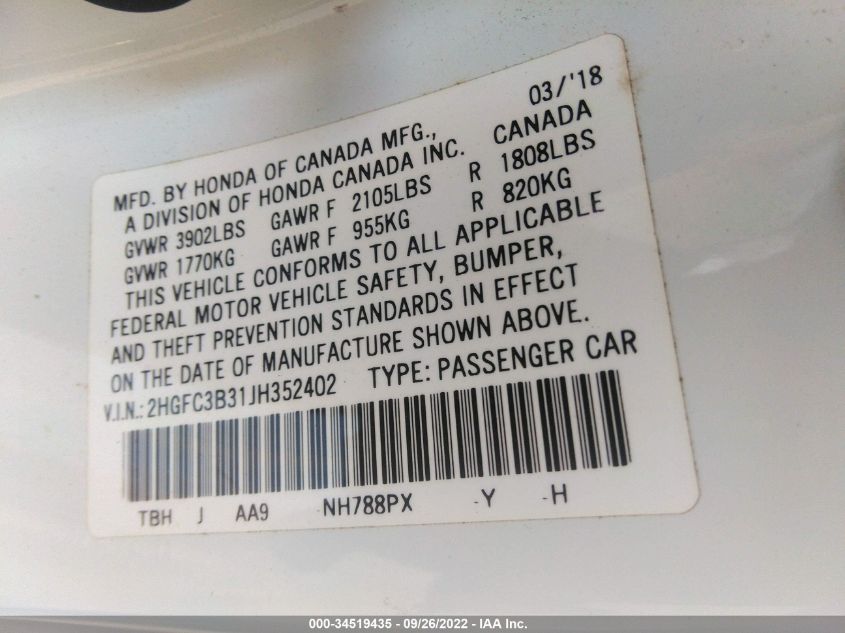 03/'18
MFD. BY HONDA OF CANADA MFG.,
A DIVISION OF HONDA CANADA INC. CANADA
GVWR 3902LBS GAWR F 2105LBS R 1808LBS
GVWR 1770KG GAWR F 955KG R 820KG
THIS VEHICLE CONFORMS TO ALL APPLICABLE
FEDERAL MOTOR VEHICLE SAFETY, BUMPER,
AND THEFT PREVENTION STANDARDS IN EFFECT
ON THE DATE OF MANUFACTURE SHOWN ABOVE.
V.I.N.: 2HGFC3B31JH352402 TYPE: PASSENGER CAR
TBH J AA9 NH788PX -Y -H
000-34519435 - 09/26/2022 - IAA Inc.